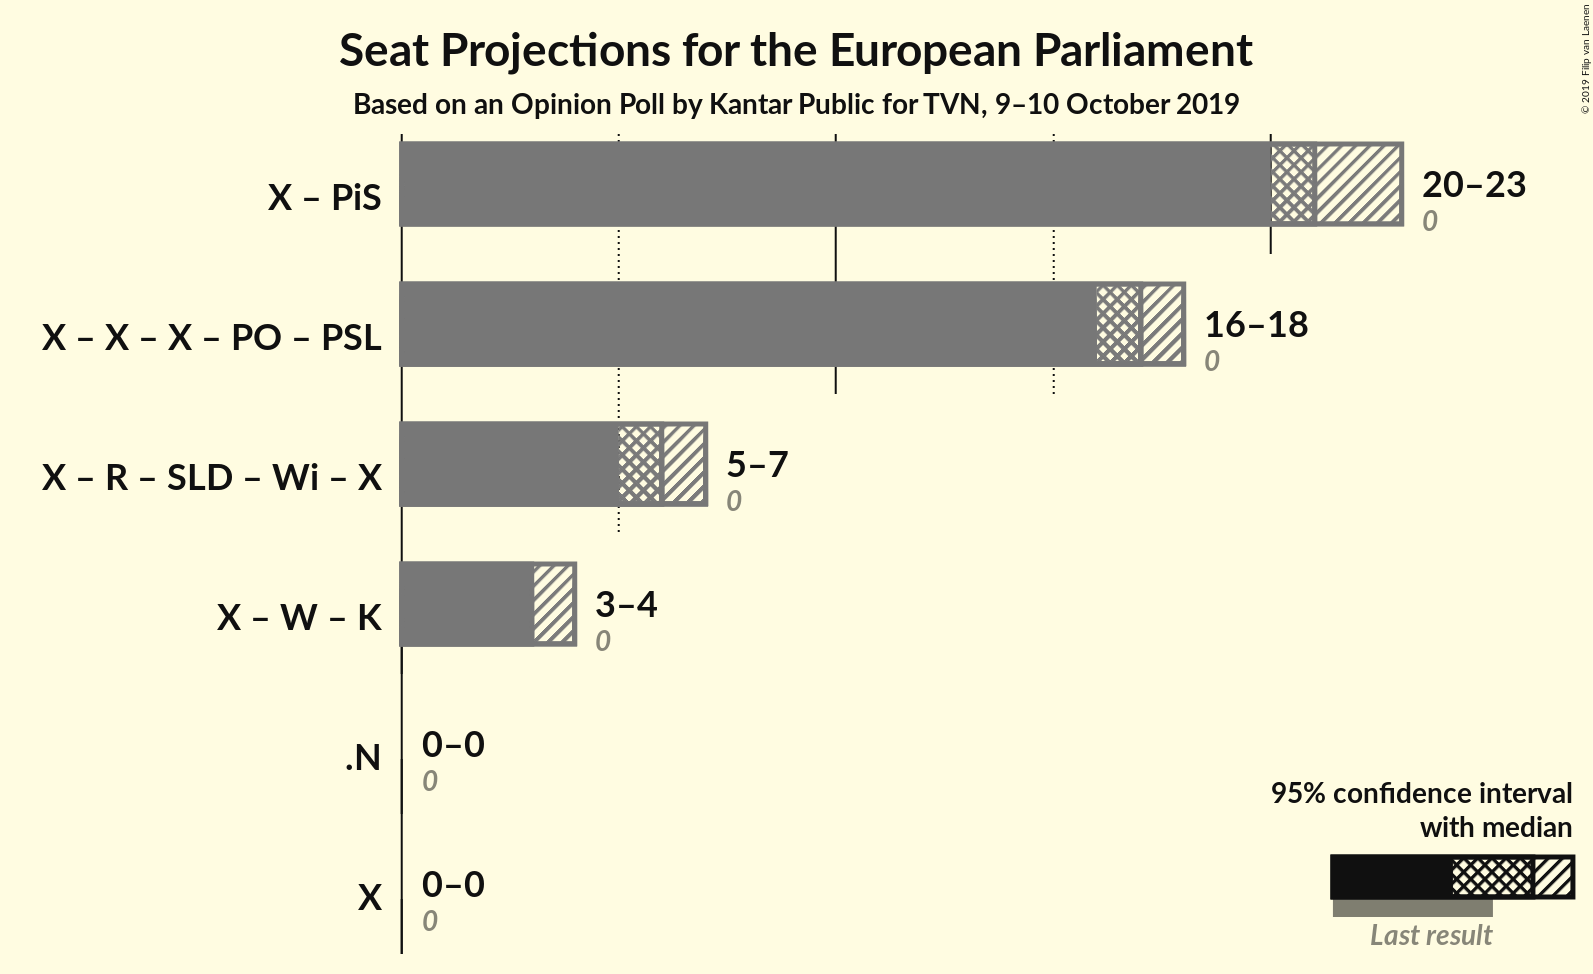 Seat Projections for the European Parliament
Based on an Opinion Poll by Kantar Public for TVN, 9–10 October 2019
© 2019 Filip van Laenen
X – PiS
20–23
0
X – X – X – PO – PSL
16–18
0
X – R – SLD – Wi – X
5–7
0
X – W – K
3–4
0
.N
0–0
0
X
0–0
0
95% confidence interval
with median
Last result